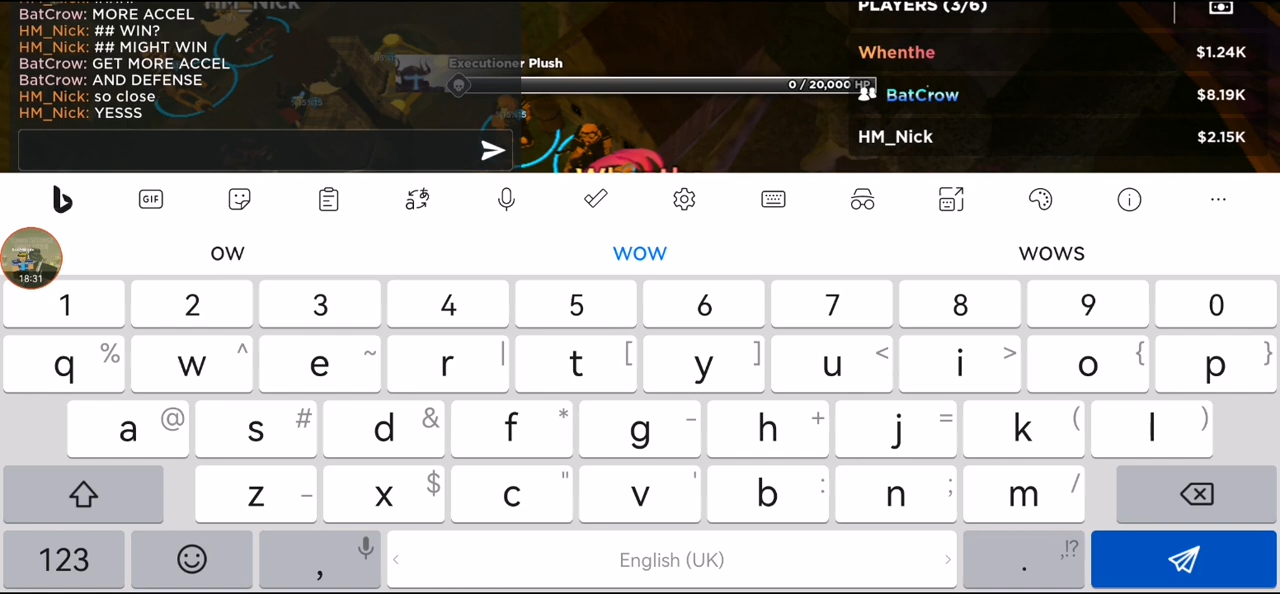 BatCrow: MORE ACCEL
HM_Nick: ## WIN?
HM_Nick: ## MIGHT WIN
BatCrow: GET MORE ACCEL
BatCrow: AND DEFENSE
HM_Nick: so close
HM_Nick: YESSS
HM_Nick
Executioner Plush
0 / 20,000 HP
PLAYERS (3/6)
Whenthe $1.24K
BatCrow $8.19K
HM_Nick $2.15K
GIF
18:31
ow wow wows
1 2 3 4 5 6 7 8 9 0
q % w ^ e ~ r | t [ y ] u < i > o { p }
a @ s # d & f * g - h + j = k ( l )
z _ x $ c " v ' b : n ; m /
123 , English (UK) . ,!?